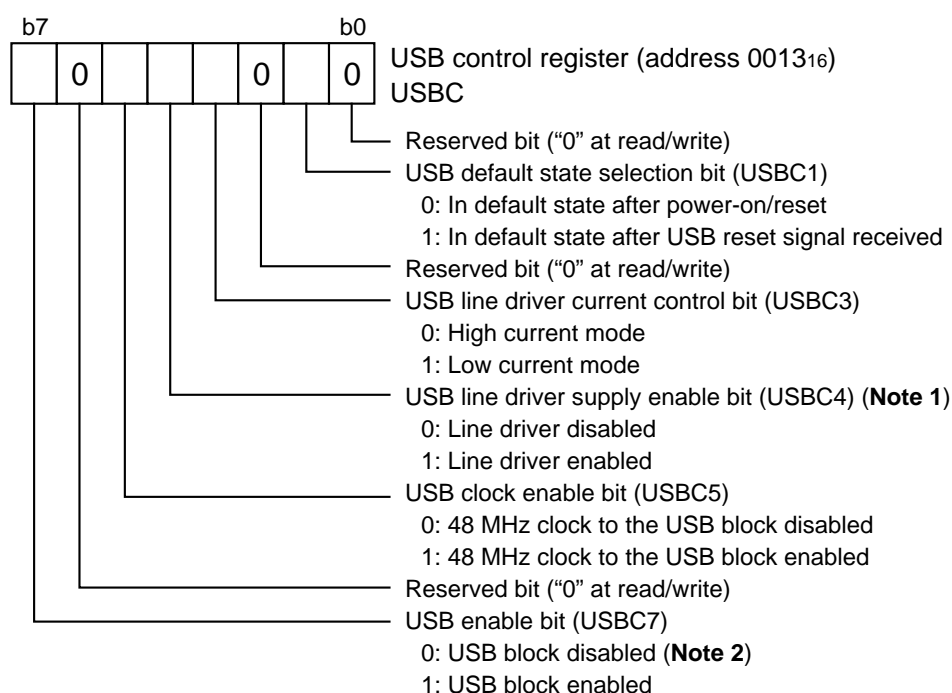 b7 b0
0 0 0
USB control register (address 0013₁₆)
USBC
Reserved bit (“0” at read/write)
USB default state selection bit (USBC1)
0: In default state after power-on/reset
1: In default state after USB reset signal received
Reserved bit (“0” at read/write)
USB line driver current control bit (USBC3)
0: High current mode
1: Low current mode
USB line driver supply enable bit (USBC4) (Note 1)
0: Line driver disabled
1: Line driver enabled
USB clock enable bit (USBC5)
0: 48 MHz clock to the USB block disabled
1: 48 MHz clock to the USB block enabled
Reserved bit (“0” at read/write)
USB enable bit (USBC7)
0: USB block disabled (Note 2)
1: USB block enabled